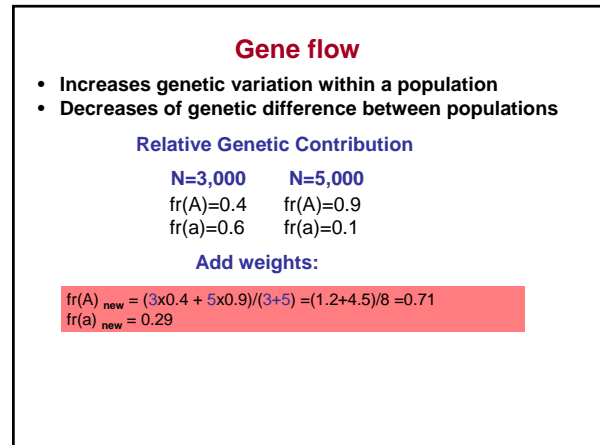 Gene flow
• Increases genetic variation within a population
• Decreases of genetic difference between populations
Relative Genetic Contribution
N=3,000 N=5,000
fr(A)=0.4 fr(A)=0.9
fr(a)=0.6 fr(a)=0.1
Add weights:
fr(A) new = (3x0.4 + 5x0.9)/(3+5) =(1.2+4.5)/8 =0.71
fr(a) new = 0.29